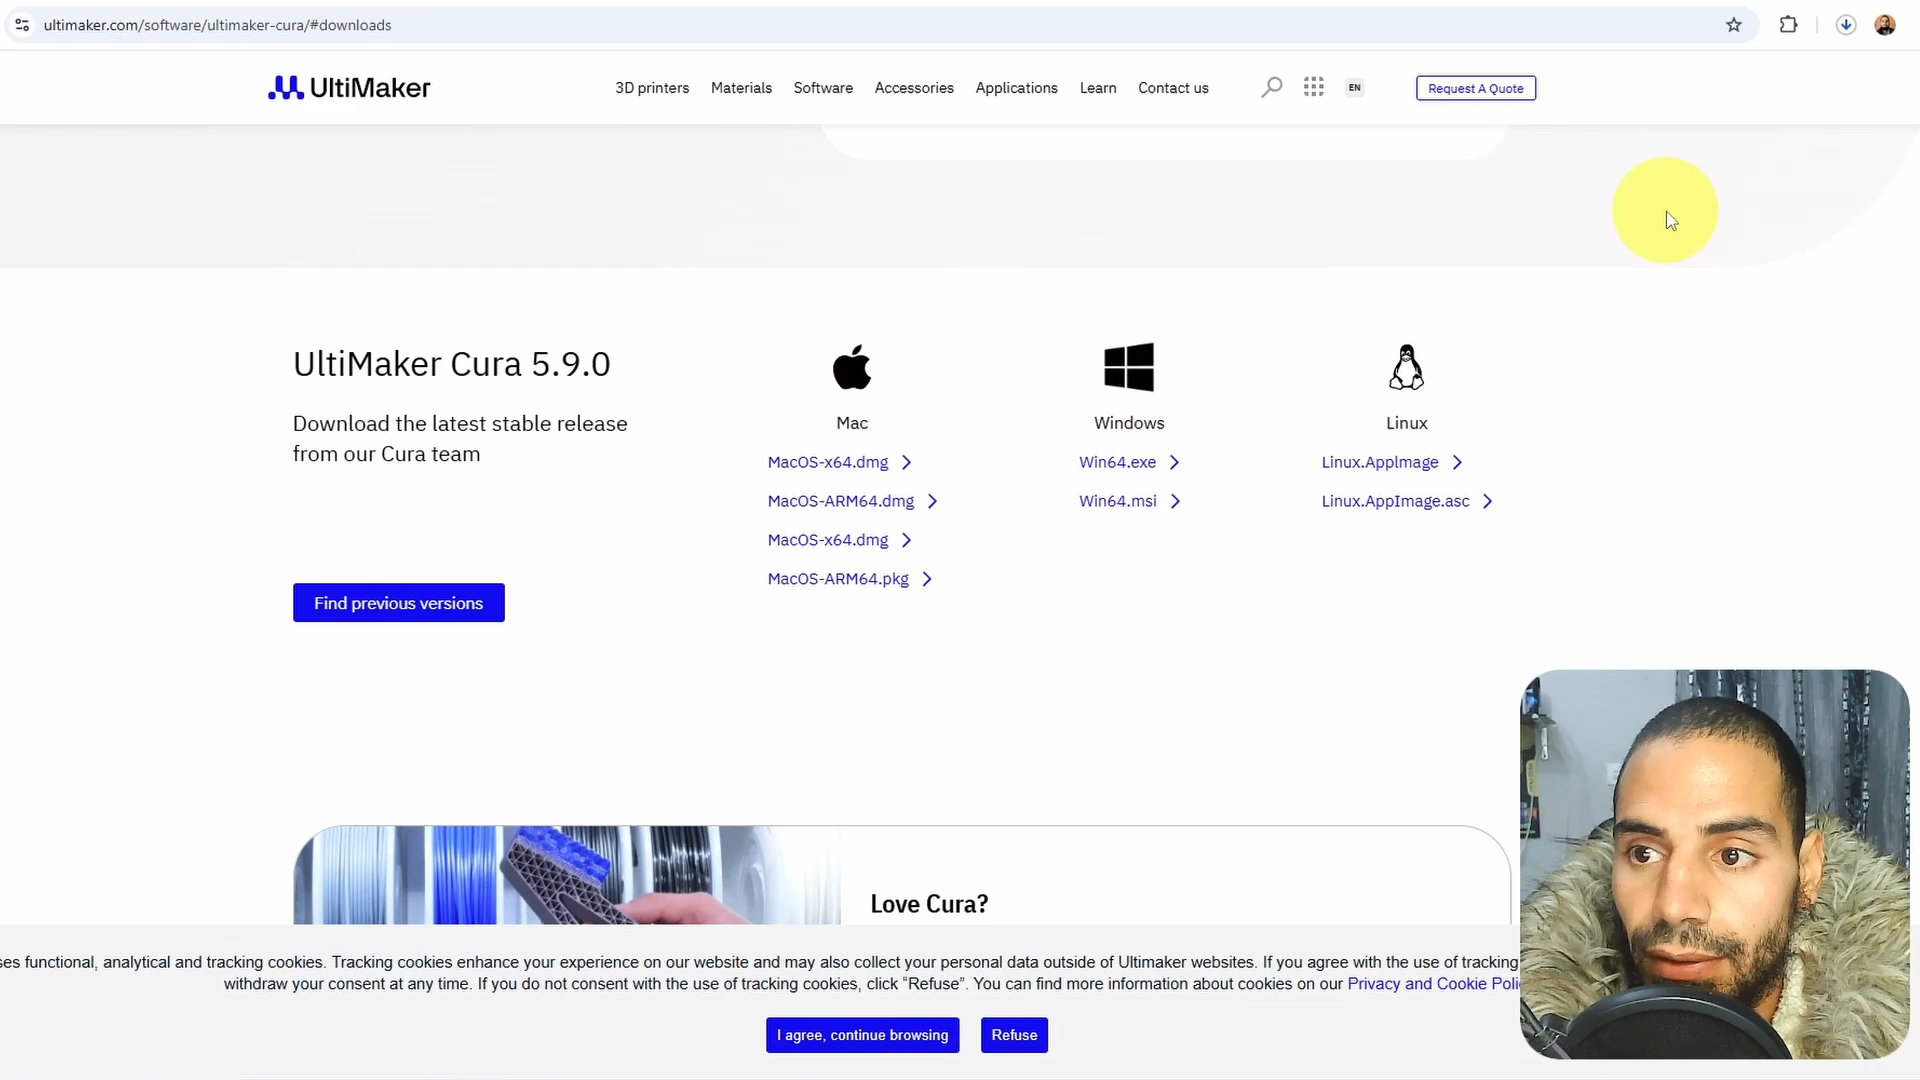 ultimaker.com/software/ultimaker-cura/#downloads
UltiMaker
3D printers Materials Software Accessories Applications Learn Contact us EN Request A Quote
UltiMaker Cura 5.9.0
Download the latest stable release
from our Cura team
Find previous versions
Mac
MacOS-x64.dmg
MacOS-ARM64.dmg
MacOS-x64.dmg
MacOS-ARM64.pkg
Windows
Win64.exe
Win64.msi
Linux
Linux.Applmage
Linux.AppImage.asc
Love Cura?
es functional, analytical and tracking cookies. Tracking cookies enhance your experience on our website and may also collect your personal data outside of Ultimaker websites. If you agree with the use of tracking
withdraw your consent at any time. If you do not consent with the use of tracking cookies, click “Refuse”. You can find more information about cookies on our Privacy and Cookie Poli
I agree, continue browsing Refuse